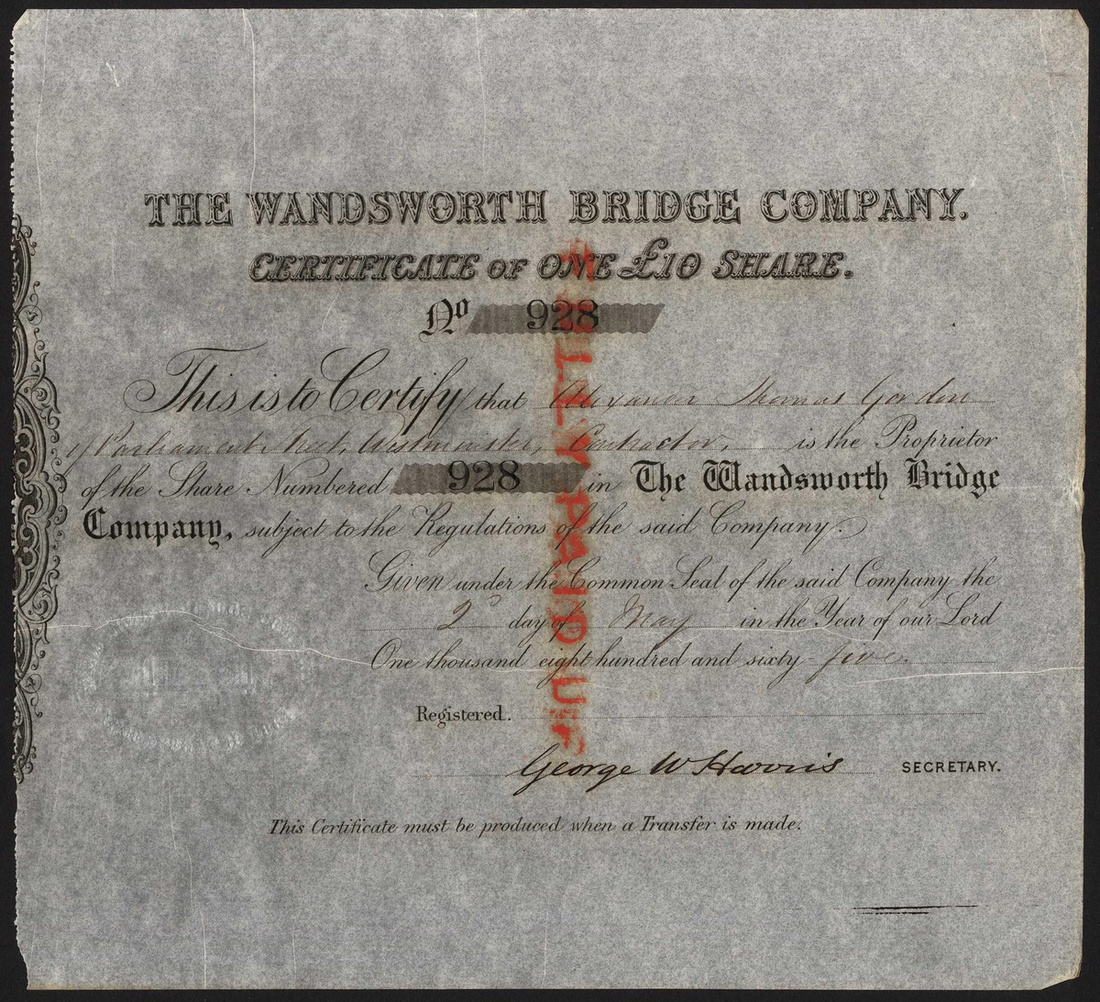 THE WANDSWORTH BRIDGE COMPANY.
CERTIFICATE OF ONE £10 SHARE.
No 928
This is to Certify that Alexander Thomas Gordon
of Parliament Street, Westminster, Contractor, is the Proprietor
of the Share Numbered 928 in The Wandsworth Bridge
Company, subject to the Regulations of the said Company.
Given under the Common Seal of the said Company the
2d day of May in the Year of our Lord
One thousand eight hundred and sixty-five.
Registered.
George W Harris SECRETARY.
This Certificate must be produced when a Transfer is made.
FULLY PAID UP